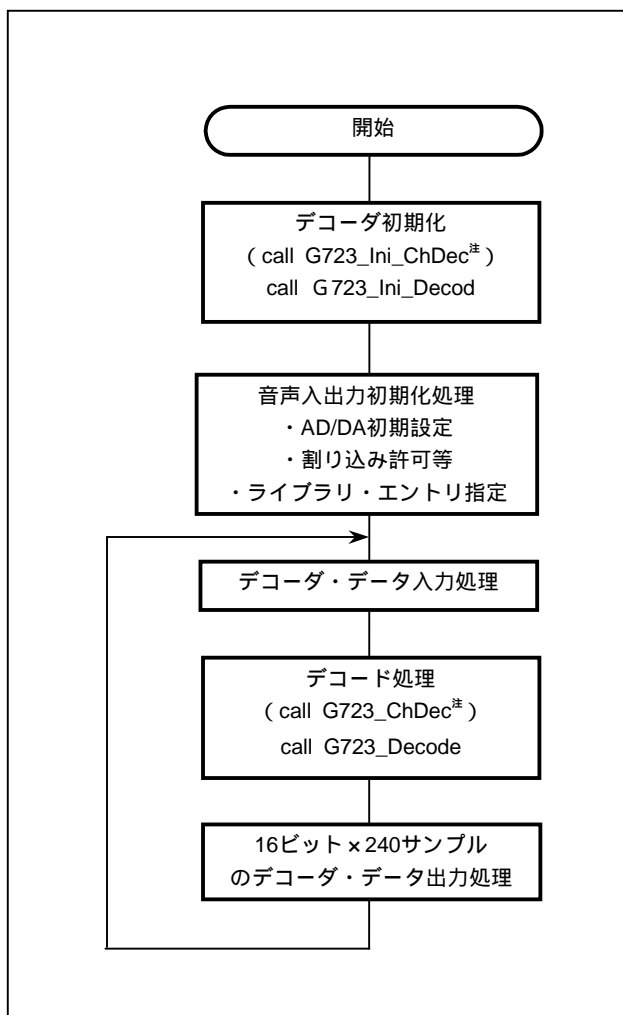 開始
デコーダ初期化
（call G723_Ini_ChDec注）
call G723_Ini_Decod
音声入出力初期化処理
・AD/DA初期設定
・割り込み許可等
・ライブラリ・エントリ指定
デコーダ・データ入力処理
デコード処理
（call G723_ChDec注）
call G723_Decode
16ビット×240サンプル
のデコーダ・データ出力処理